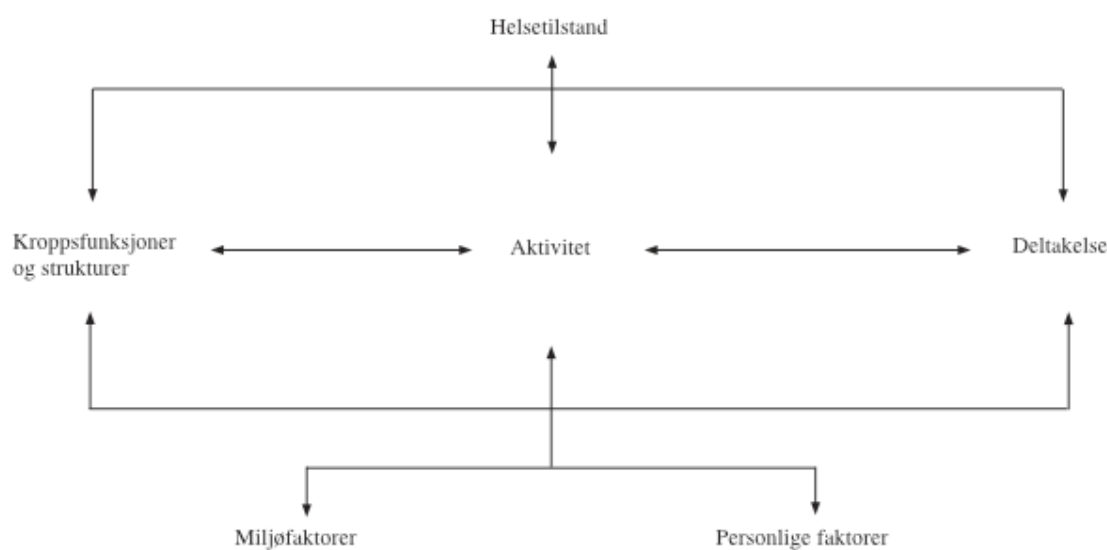 Helsetilstand
Kroppsfunksjoner
og strukturer
Aktivitet
Deltakelse
Miljøfaktorer
Personlige faktorer